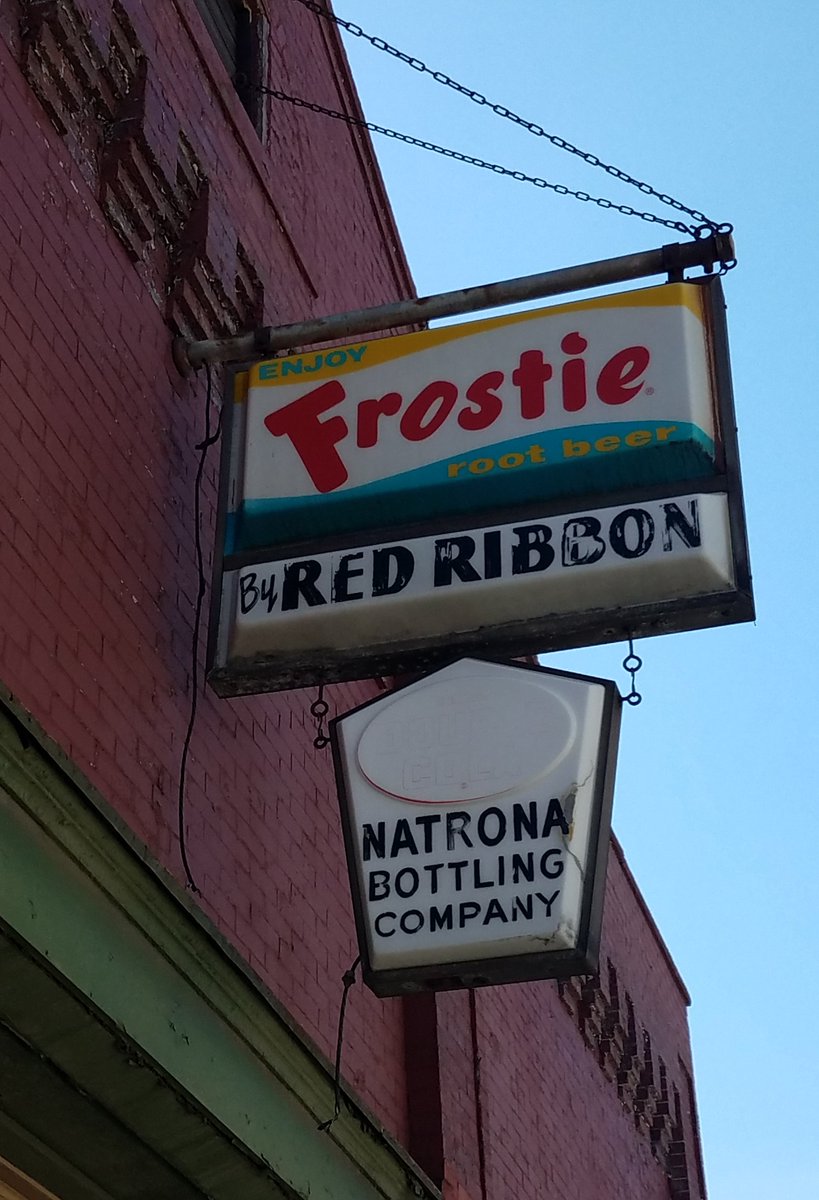 ENJOY
Frostie®
root beer
By RED RIBBON
NATRONA
BOTTLING
COMPANY